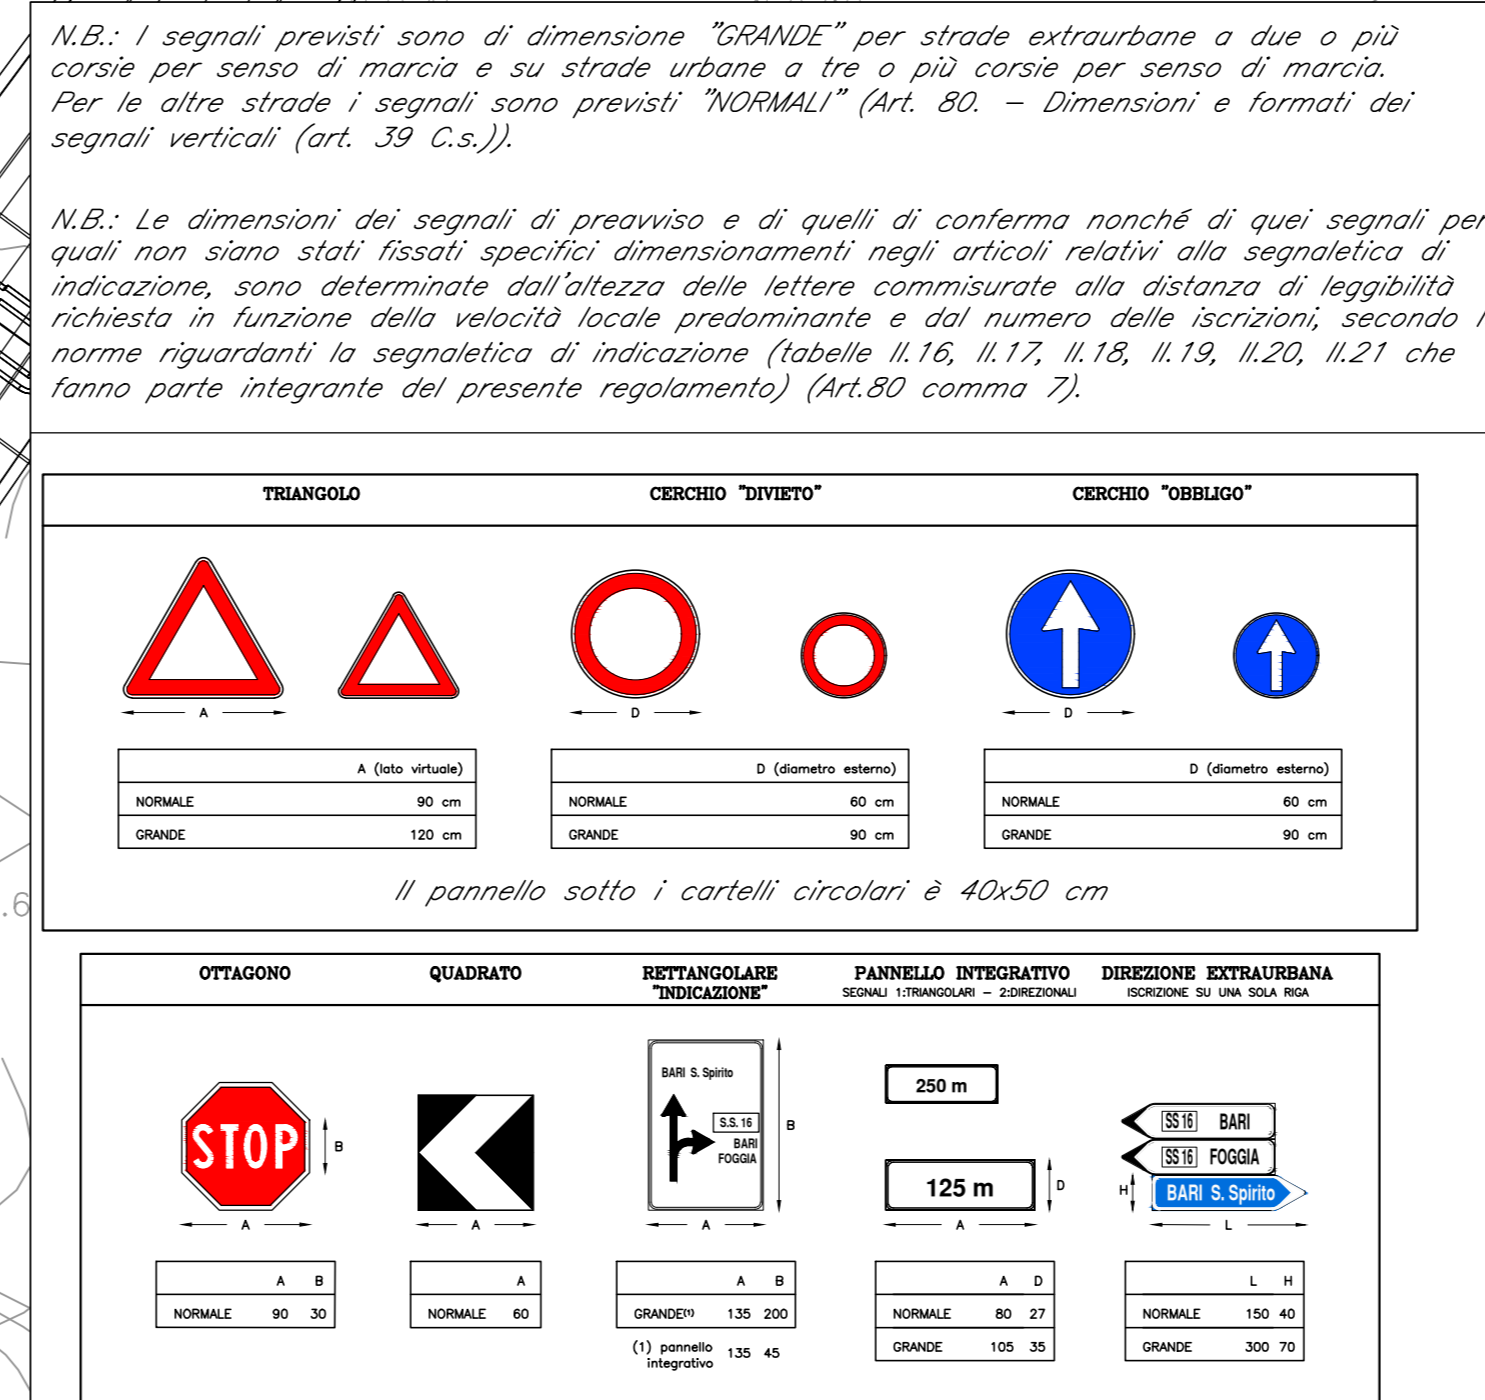 N.B.: I segnali previsti sono di dimensione "GRANDE" per strade extraurbane a due o più
corsie per senso di marcia e su strade urbane a tre o più corsie per senso di marcia.
Per le altre strade i segnali sono previsti "NORMALI" (Art. 80. – Dimensioni e formati dei
segnali verticali (art. 39 C.s.)).
N.B.: Le dimensioni dei segnali di preavviso e di quelli di conferma nonché di quei segnali per
quali non siano stati fissati specifici dimensionamenti negli articoli relativi alla segnaletica di
indicazione, sono determinate dall'altezza delle lettere commisurate alla distanza di leggibilità
richiesta in funzione della velocità locale predominante e dal numero delle iscrizioni, secondo l
norme riguardanti la segnaletica di indicazione (tabelle II.16, II.17, II.18, II.19, II.20, II.21 che
fanno parte integrante del presente regolamento) (Art.80 comma 7).
TRIANGOLO CERCHIO "DIVIETO" CERCHIO "OBBLIGO"
A D D
A (lato virtuale) D (diametro esterno) D (diametro esterno)
NORMALE 90 cm NORMALE 60 cm NORMALE 60 cm
GRANDE 120 cm GRANDE 90 cm GRANDE 90 cm
Il pannello sotto i cartelli circolari è 40x50 cm
.6
OTTAGONO QUADRATO RETTANGOLARE PANNELLO INTEGRATIVO DIREZIONE EXTRAURBANA
"INDICAZIONE" SEGNALI 1:TRIANGOLARI – 2:DIREZIONALI ISCRIZIONE SU UNA SOLA RIGA
STOP
B
A
A
BARI S. Spirito
S.S. 16
BARI
FOGGIA
B
A
250 m
125 m
D
A
SS 16 BARI
SS 16 FOGGIA
BARI S. Spirito
H
L
A B A A B A D L H
NORMALE 90 30 NORMALE 60 GRANDE(1) 135 200 NORMALE 80 27 NORMALE 150 40
(1) pannello integrativo 135 45 GRANDE 105 35 GRANDE 300 70